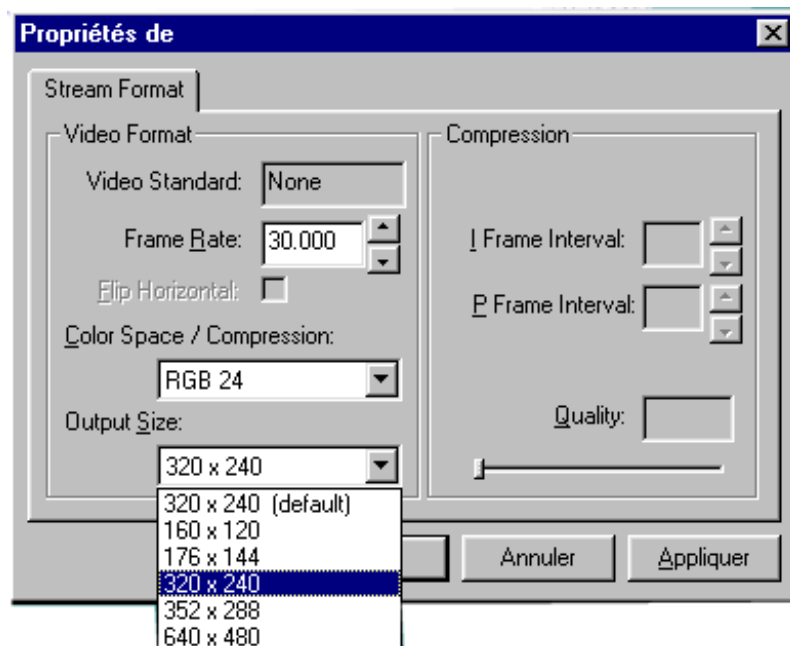 Propriétés de
Stream Format
Video Format
Video Standard: None
Frame Rate: 30.000
Flip Horizontal:
Color Space / Compression:
RGB 24
Output Size:
320 x 240
320 x 240 (default)
160 x 120
176 x 144
320 x 240
352 x 288
640 x 480
Compression
I Frame Interval:
P Frame Interval:
Quality:
Annuler
Appliquer